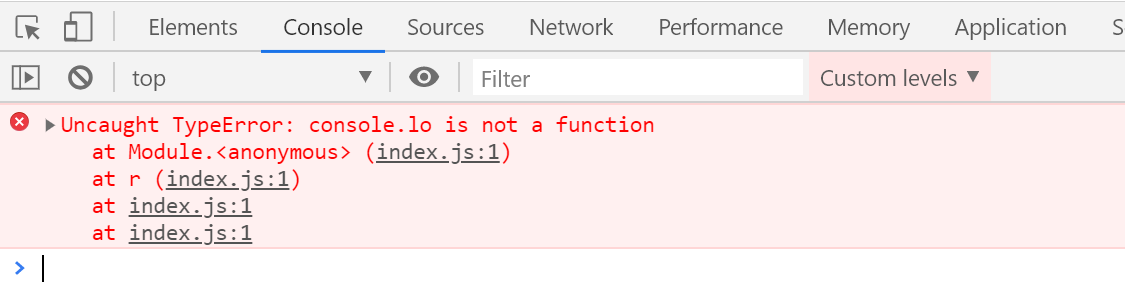 Elements Console Sources Network Performance Memory Application S
top Filter Custom levels
Uncaught TypeError: console.lo is not a function
at Module.<anonymous> (index.js:1)
at r (index.js:1)
at index.js:1
at index.js:1